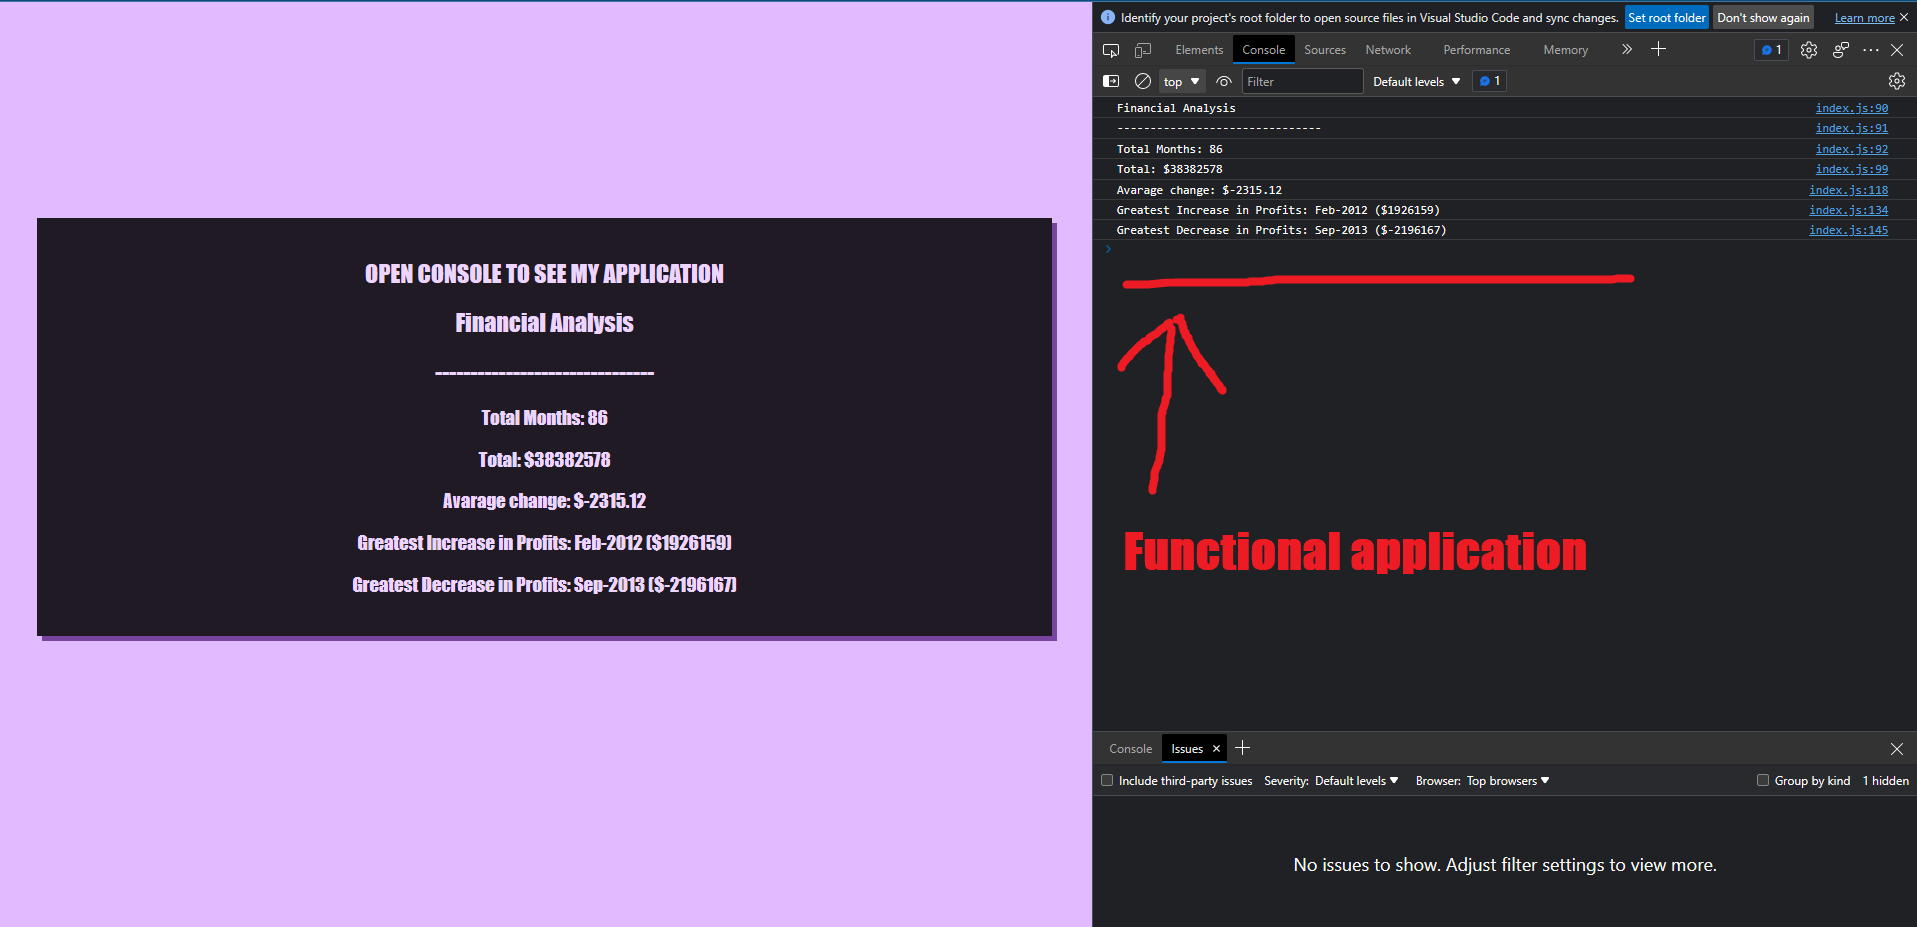 OPEN CONSOLE TO SEE MY APPLICATION
Financial Analysis
-------------------------------
Total Months: 86
Total: $38382578
Avarage change: $-2315.12
Greatest Increase in Profits: Feb-2012 ($1926159)
Greatest Decrease in Profits: Sep-2013 ($-2196167)
Identify your project's root folder to open source files in Visual Studio Code and sync changes. Set root folder Don't show again Learn more
Elements Console Sources Network Performance Memory 1
top Filter Default levels 1
Financial Analysis index.js:90
------------------------------- index.js:91
Total Months: 86 index.js:92
Total: $38382578 index.js:99
Avarage change: $-2315.12 index.js:118
Greatest Increase in Profits: Feb-2012 ($1926159) index.js:134
Greatest Decrease in Profits: Sep-2013 ($-2196167) index.js:145
Functional application
Console Issues
Include third-party issues Severity: Default levels Browser: Top browsers Group by kind 1 hidden
No issues to show. Adjust filter settings to view more.